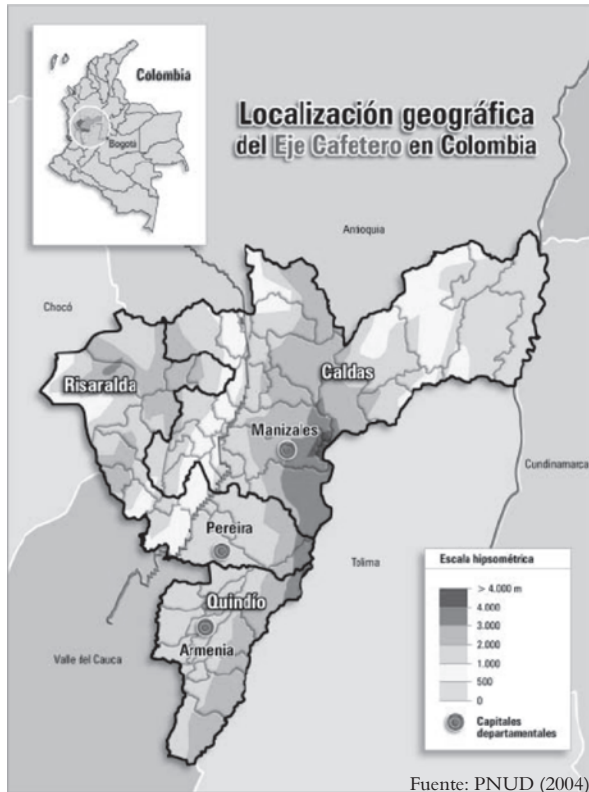 Colombia
Bogotá
Localización geográfica
del Eje Cafetero en Colombia
Antioquia
Chocó
Risaralda
Caldas
Manizales
Cundinamarca
Pereira
Tolima
Quindío
Armenia
Valle del Cauca
Escala hipsométrica
> 4.000 m
4.000
3.000
2.000
1.000
500
0
Capitales
departamentales
Fuente: PNUD (2004)